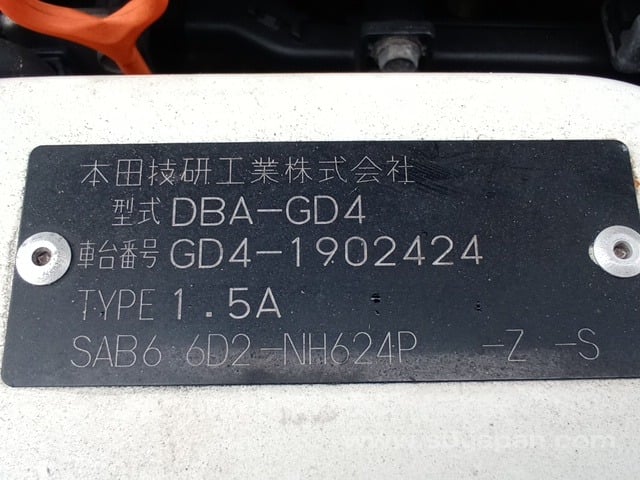 本田技研工業株式会社
型式 DBA-GD4
車台番号 GD4-1902424
TYPE 1.5A
SAB6 6D2-NH624P -Z -S